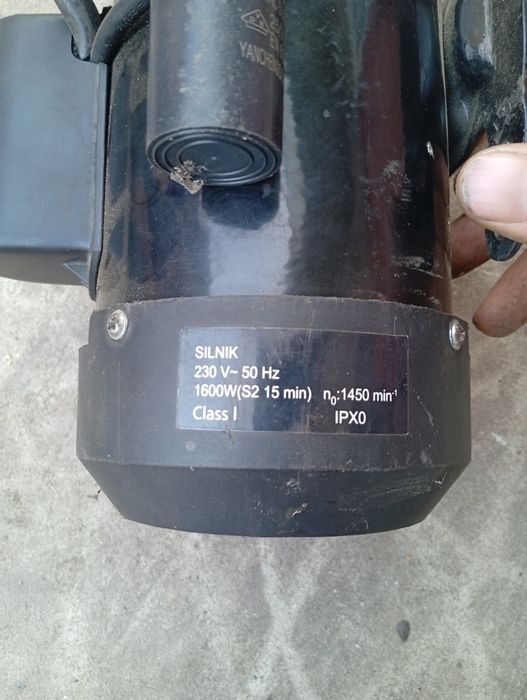 SILNIK
230 V~ 50 Hz
1600W(S2 15 min) n₀:1450 min⁻¹
Class I IPX0